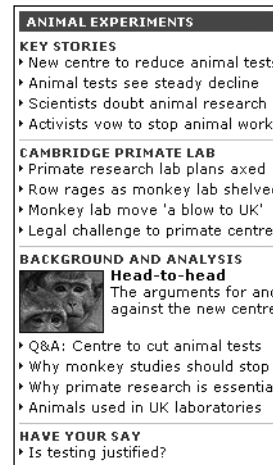 ANIMAL EXPERIMENTS
KEY STORIES
New centre to reduce animal tests
Animal tests see steady decline
Scientists doubt animal research
Activists vow to stop animal work
CAMBRIDGE PRIMATE LAB
Primate research lab plans axed
Row rages as monkey lab shelved
Monkey lab move 'a blow to UK'
Legal challenge to primate centre
BACKGROUND AND ANALYSIS
Head-to-head
The arguments for and
against the new centre
Q&A: Centre to cut animal tests
Why monkey studies should stop
Why primate research is essentia
Animals used in UK laboratories
HAVE YOUR SAY
Is testing justified?